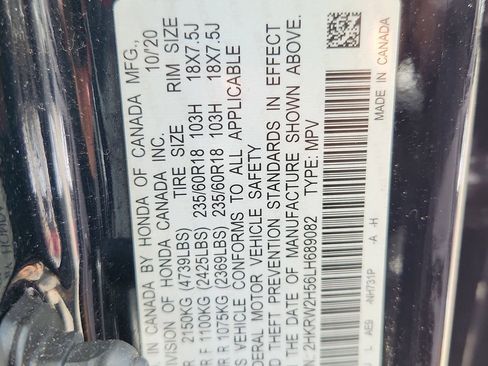 IN CANADA BY HONDA OF CANADA MFG.,
DIVISION OF HONDA CANADA INC. 10/20
TIRE SIZE RIM SIZE
R 2150KG (4739LBS)
R F 1100KG (2425LBS) 235/60R18 103H 18X7.5J
R R 1075KG (2369LBS) 235/60R18 103H 18X7.5J
S VEHICLE CONFORMS TO ALL APPLICABLE
DERAL MOTOR VEHICLE SAFETY
D THEFT PREVENTION STANDARDS IN EFFECT
N THE DATE OF MANUFACTURE SHOWN ABOVE.
2HKRW2H56LH689082 TYPE: MPV
L AE9 NH731P -A -H MADE IN CANADA